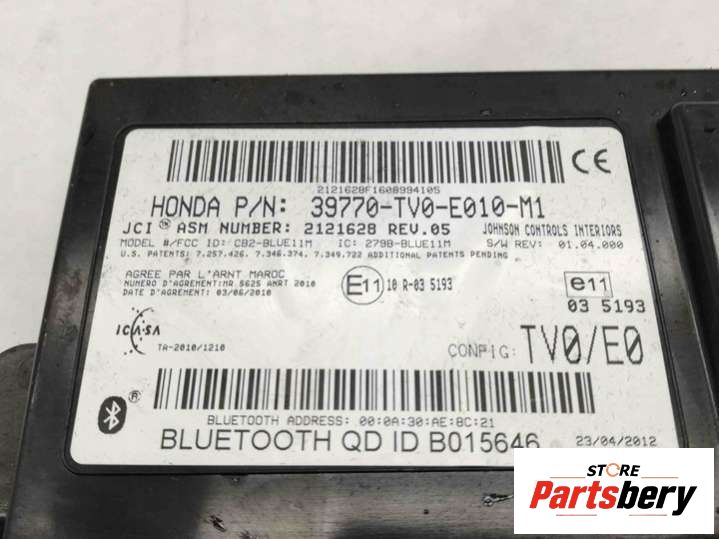 2121628F1608994105
CE
HONDA P/N: 39770-TV0-E010-M1
JCI ASM NUMBER: 2121628 REV.05 JOHNSON CONTROLS INTERIORS
MODEL #/FCC ID: CB2-BLUE11M IC: 279B-BLUE11M S/W REV: 01.04.000
U.S. PATENTS: 7.257.426. 7.346.374. 7.349.722 ADDITIONAL PATENTS PENDING
AGREE PAR L'ARNT MAROC
NUMERO D'AGREMENT:MR.5625 ANRT 2010
DATE D'AGREMENT: 03/06/2010
E11 10 R-03 5193
e11
03 5193
ICASA
TA-2010/1210
CONFIG: TV0/E0
®
BLUETOOTH ADDRESS: 00:0A:30:AE:8C:21
BLUETOOTH QD ID B015646 23/04/2012
STORE
Partsbery